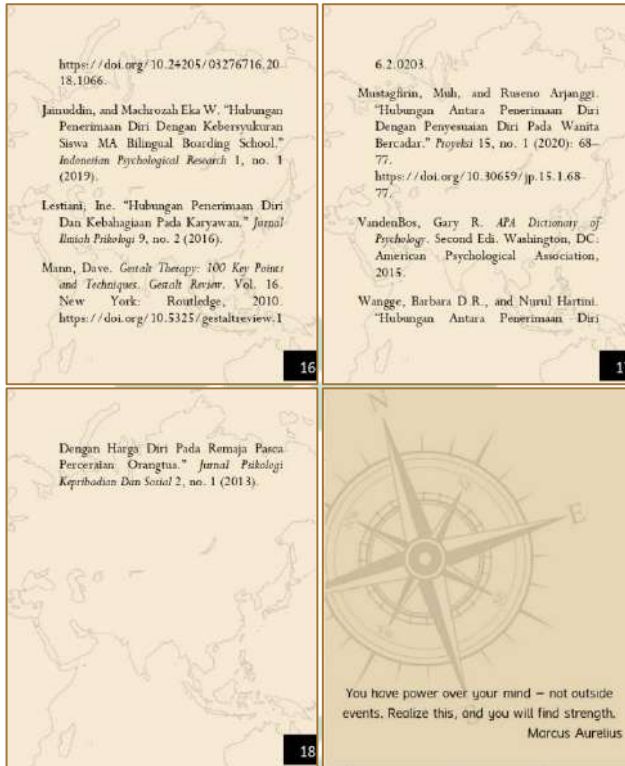 https://doi.org/10.24205/03276716.20
18.1066.
Jainuddin, and Machrozah Eka W. “Hubungan
Penerimaan Diri Dengan Kebersyukuran
Siswa MA Bilingual Boarding School.”
Indonesian Psychological Research 1, no. 1
(2019).
Lestiani, Ine. “Hubungan Penerimaan Diri
Dan Kebahagiaan Pada Karyawan.” Jurnal
Ilmiah Psikologi 9, no. 2 (2016).
Mann, Dave. Gestalt Therapy: 100 Key Points
and Techniques. Gestalt Review. Vol. 16.
New York: Routledge, 2010.
https://doi.org/10.5325/gestaltreview.1
16
6.2.0203.
Mustagfirin, Muh, and Ruseno Arjanggi.
“Hubungan Antara Penerimaan Diri
Dengan Penyesuaian Diri Pada Wanita
Bercadar.” Proyeksi 15, no. 1 (2020): 68–
77.
https://doi.org/10.30659/jp.15.1.68-
77.
VandenBos, Gary R. APA Dictionary of
Psychology. Second Edi. Washington, DC:
American Psychological Association,
2015.
Wangge, Barbara D.R., and Nurul Hartini.
“Hubungan Antara Penerimaan Diri
1
Dengan Harga Diri Pada Remaja Pasca
Perceraian Orangtua.” Jurnal Psikologi
Kepribadian Dan Sosial 2, no. 1 (2013).
18
N
E
You have power over your mind – not outside
events. Realize this, and you will find strength.
Marcus Aurelius